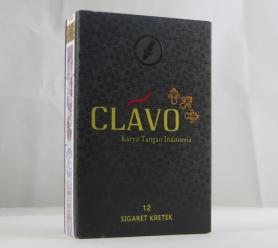 CLAVO
Karya Tangan Indonesia
12
SIGARET KRETEK